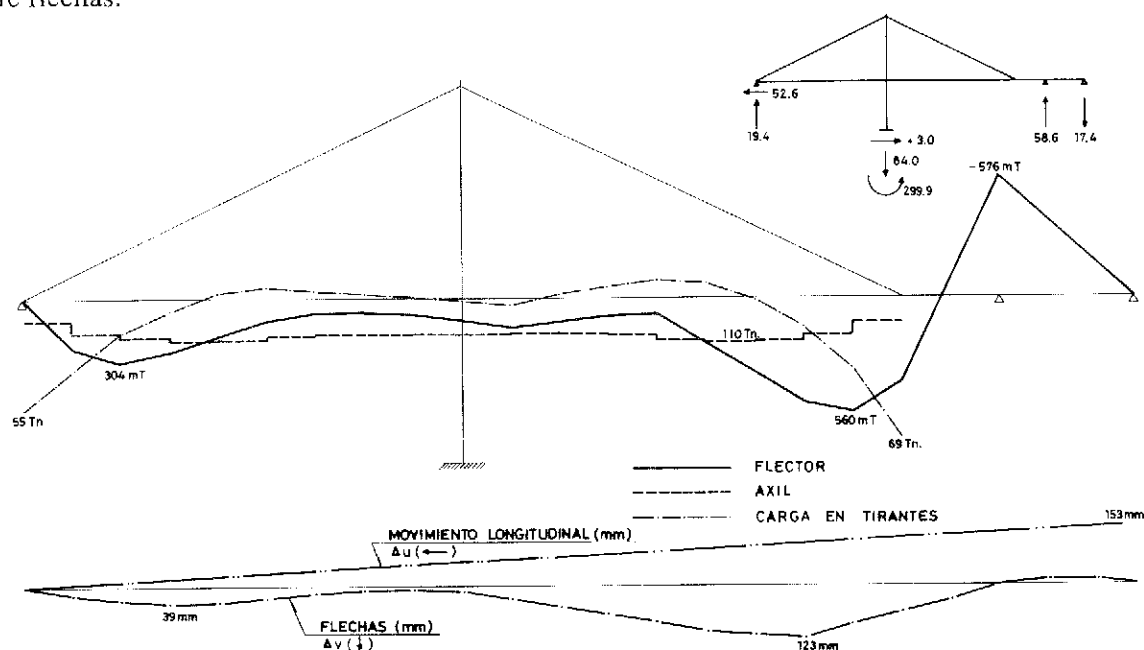 52.6
19.4
+ 3.0
64.0
299.9
58.6
17.4
- 576 mT
110 Tn.
304 mT
55 Tn
560 mT
69 Tn.
FLECTOR
AXIL
CARGA EN TIRANTES
153 mm
MOVIMIENTO LONGITUDINAL (mm)
Δu (←)
39 mm
FLECHAS (mm)
Δv (↓)
123 mm